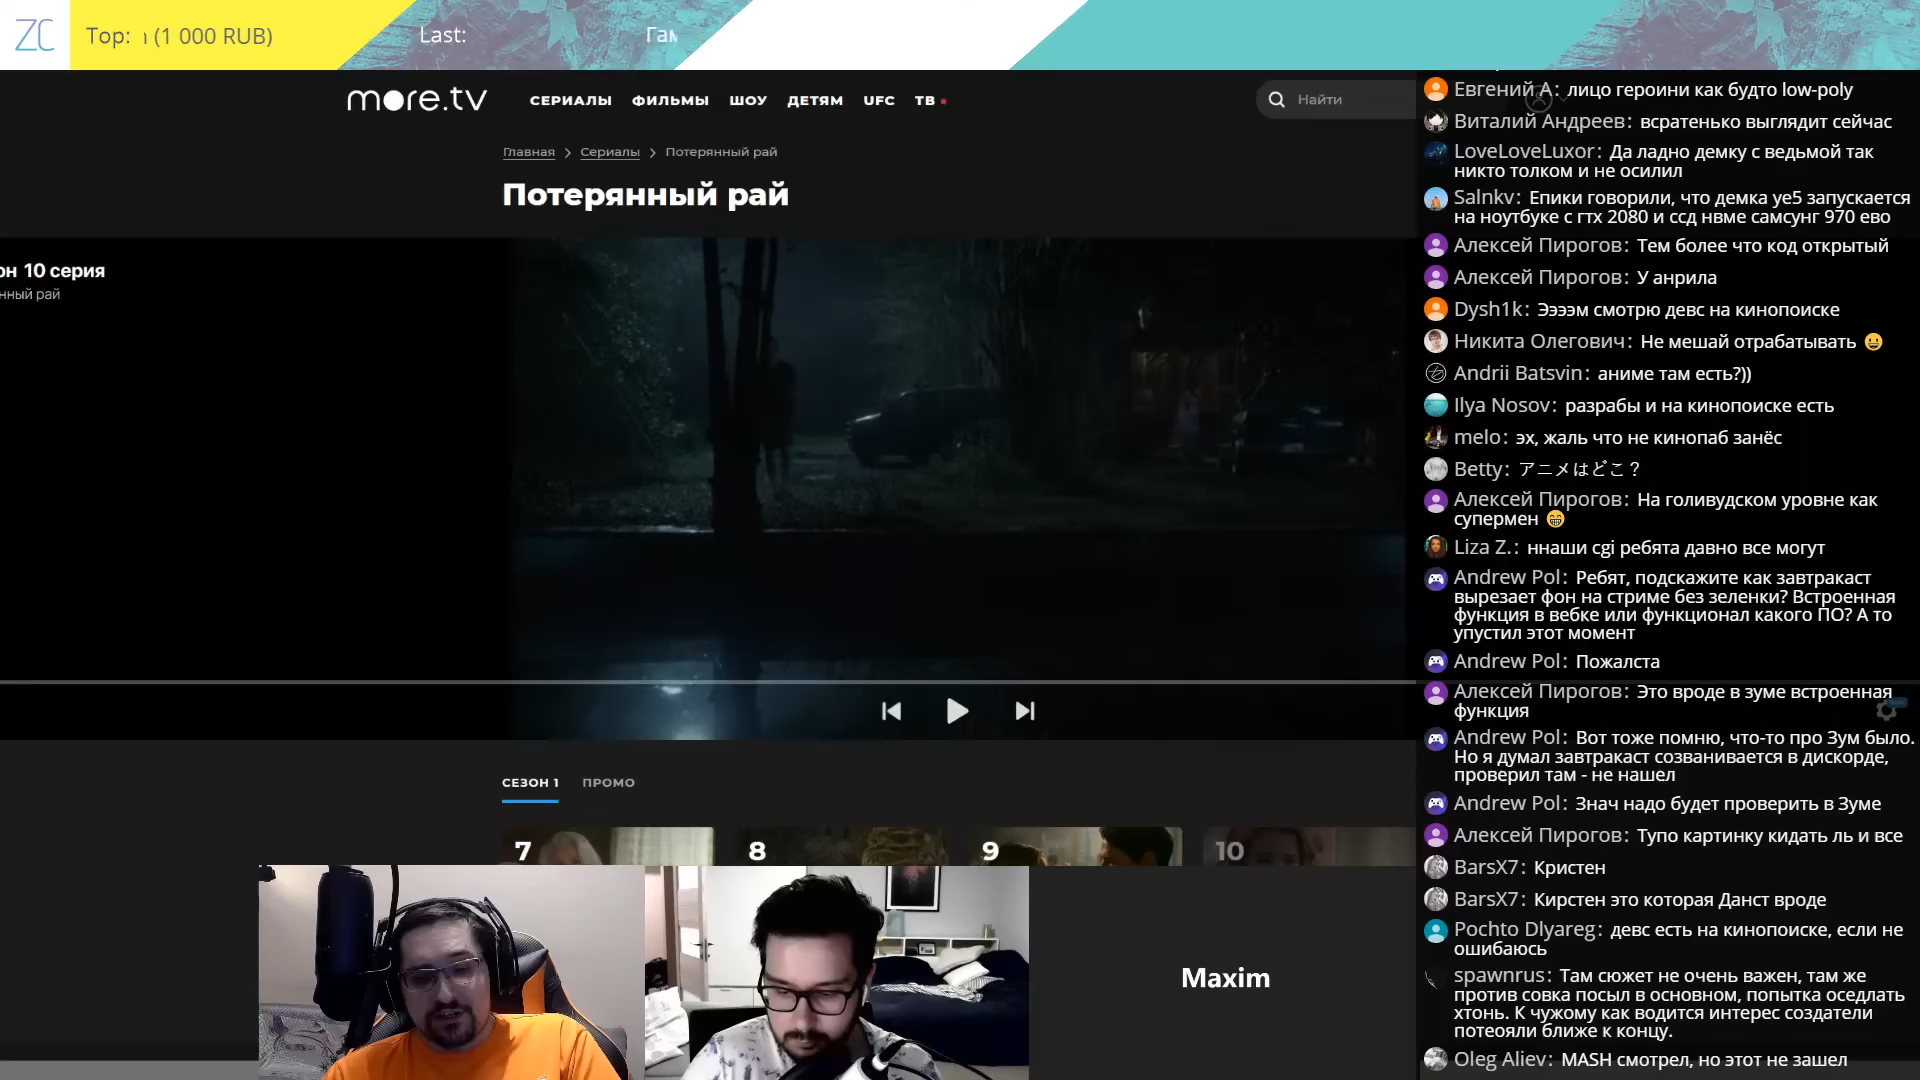 ZC
Top: (1 000 RUB)
Last:
more.tv
СЕРИАЛЫ ФИЛЬМЫ ШОУ ДЕТЯМ UFC ТВ
Найти
Главная > Сериалы > Потерянный рай
Потерянный рай
он 10 серия
нный рай
СЕЗОН 1 ПРОМО
7 8 9 10
Maxim
Евгений А: лицо героини как будто low-poly
Виталий Андреев: всратенько выглядит сейчас
LoveLoveLuxor: Да ладно демку с ведьмой так
никто толком и не осилил
Salnkv: Епики говорили, что демка уе5 запускается
на ноутбуке с гтх 2080 и ссд нвме самсунг 970 ево
Алексей Пирогов: Тем более что код открытый
Алексей Пирогов: У анрила
Dysh1k: Ээээм смотрю девс на кинопоиске
Никита Олегович: Не мешай отрабатывать 😀
Andrii Batsvin: аниме там есть?))
Ilya Nosov: разрабы и на кинопоиске есть
melo: эх, жаль что не кинопаб занёс
Betty: アニメはどこ？
Алексей Пирогов: На голивудском уровне как
супермен 😁
Liza Z.: ннаши cgi ребята давно все могут
Andrew Pol: Ребят, подскажите как завтракаст
вырезает фон на стриме без зеленки? Встроенная
функция в вебке или функционал какого ПО? А то
упустил этот момент
Andrew Pol: Пожалста
Алексей Пирогов: Это вроде в зуме встроенная
функция
Andrew Pol: Вот тоже помню, что-то про Зум было.
Но я думал завтракаст созванивается в дискорде,
проверил там - не нашел
Andrew Pol: Знач надо будет проверить в Зуме
Алексей Пирогов: Тупо картинку кидать ль и все
BarsX7: Кристен
BarsX7: Кирстен это которая Данст вроде
Pochto Dlyareg: девс есть на кинопоиске, если не
ошибаюсь
spawnrus: Там сюжет не очень важен, там же
против совка посыл в основном, попытка оседлать
хтонь. К чужому как водится интерес создатели
потеояли ближе к концу.
Oleg Aliev: MASH смотрел, но этот не зашел